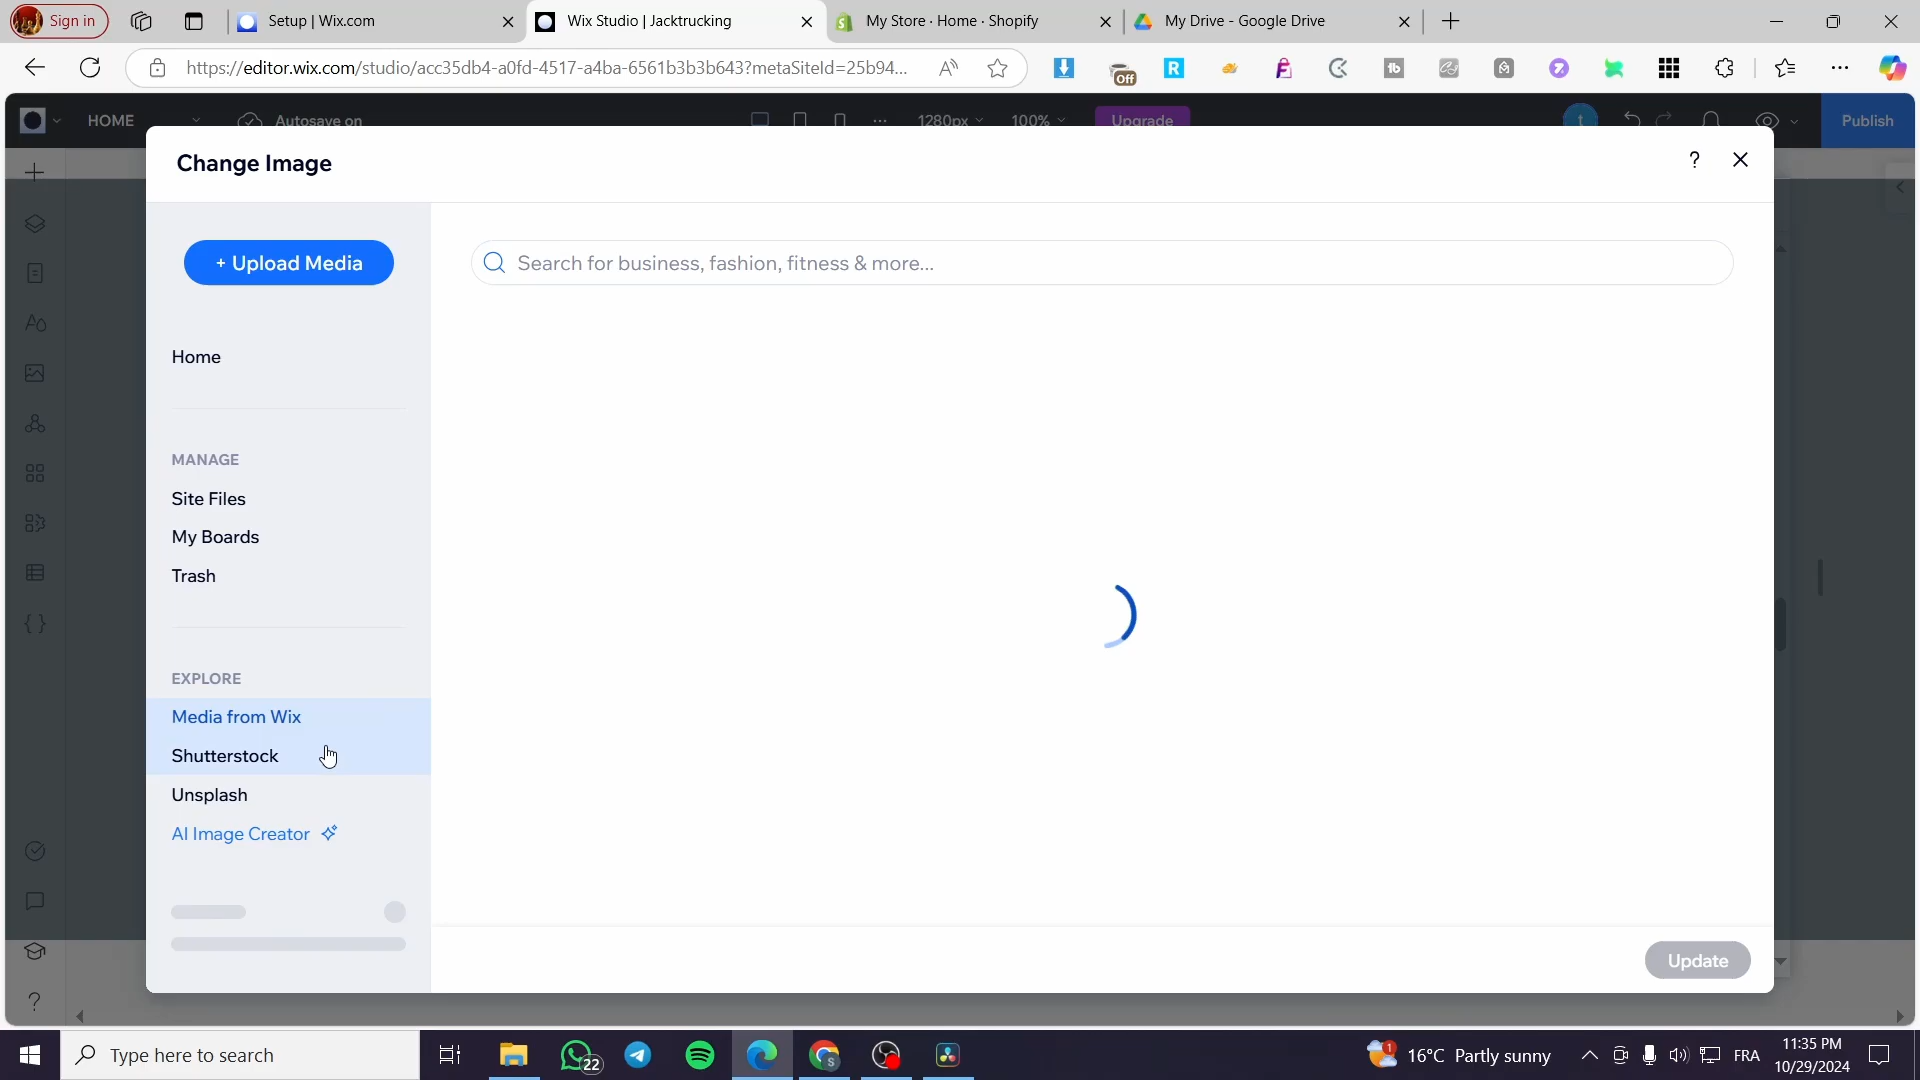 Sign in
Setup | Wix.com
Wix Studio | Jacktrucking
My Store · Home · Shopify
My Drive - Google Drive
https://editor.wix.com/studio/acc35db4-a0fd-4517-a4ba-6561b3b3b643?metaSiteId=25b94...
Off
HOME
Autosave on
1280px
100%
Upgrade
Publish
Change Image
+ Upload Media
Search for business, fashion, fitness & more...
Home
MANAGE
Site Files
My Boards
Trash
EXPLORE
Media from Wix
Shutterstock
Unsplash
AI Image Creator
Update
Type here to search
22
1
16°C Partly sunny
FRA
11:35 PM
10/29/2024